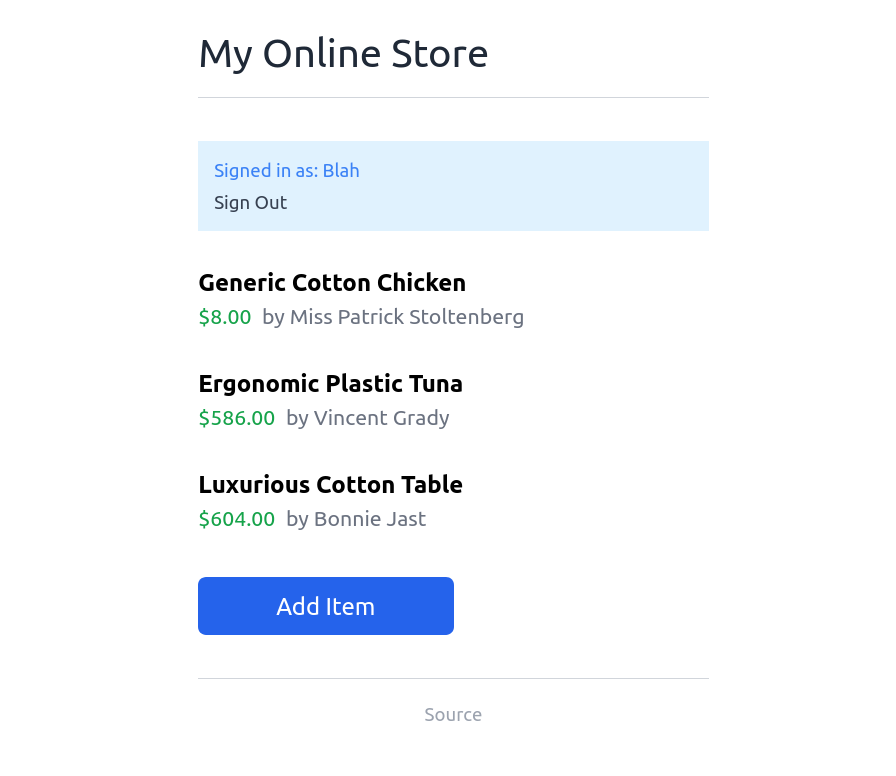 My Online Store
Signed in as: Blah
Sign Out
Generic Cotton Chicken
$8.00 by Miss Patrick Stoltenberg
Ergonomic Plastic Tuna
$586.00 by Vincent Grady
Luxurious Cotton Table
$604.00 by Bonnie Jast
Add Item
Source